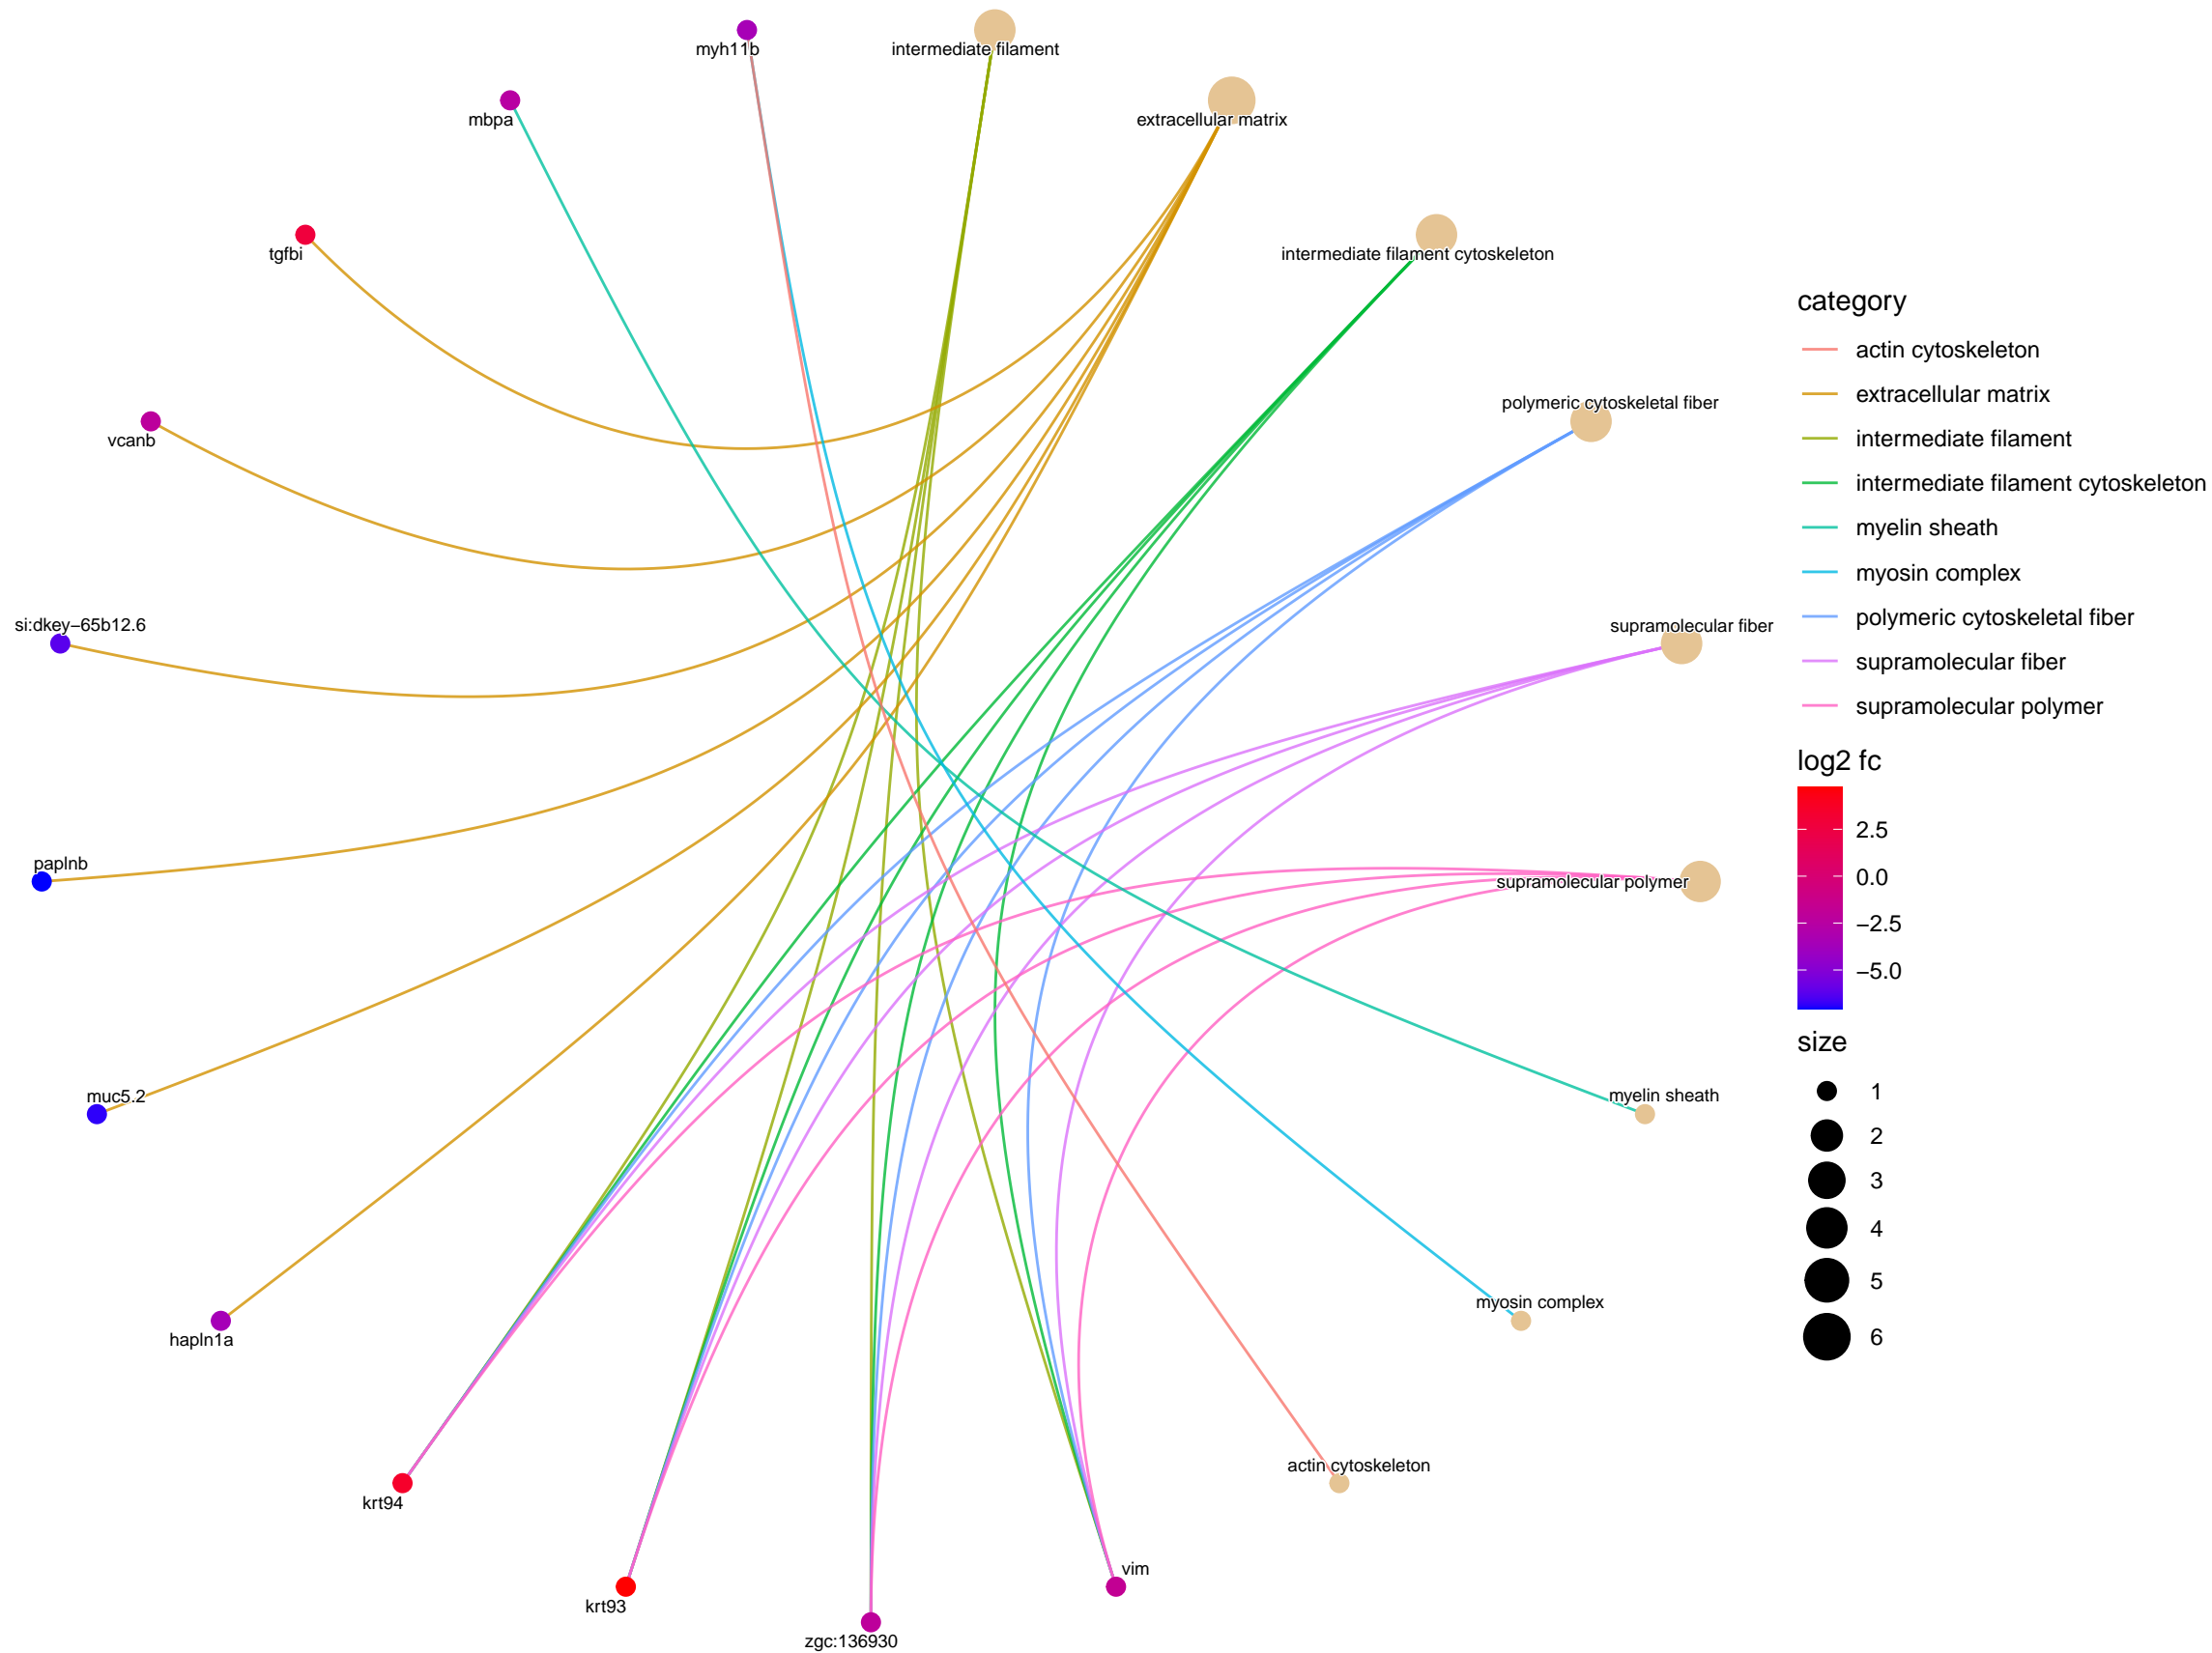 myh11b
intermediate filament
mbpa
extracellular matrix
tgfbi
intermediate filament cytoskeleton
polymeric cytoskeletal fiber
vcanb
si:dkey−65b12.6
supramolecular fiber
paplnb
supramolecular polymer
muc5.2
myelin sheath
hapln1a
myosin complex
krt94
actin cytoskeleton
krt93
vim
zgc:136930
category
actin cytoskeleton
extracellular matrix
intermediate filament
intermediate filament cytoskeleton
myelin sheath
myosin complex
polymeric cytoskeletal fiber
supramolecular fiber
supramolecular polymer
log2 fc
2.5
0.0
−2.5
−5.0
size
1
2
3
4
5
6